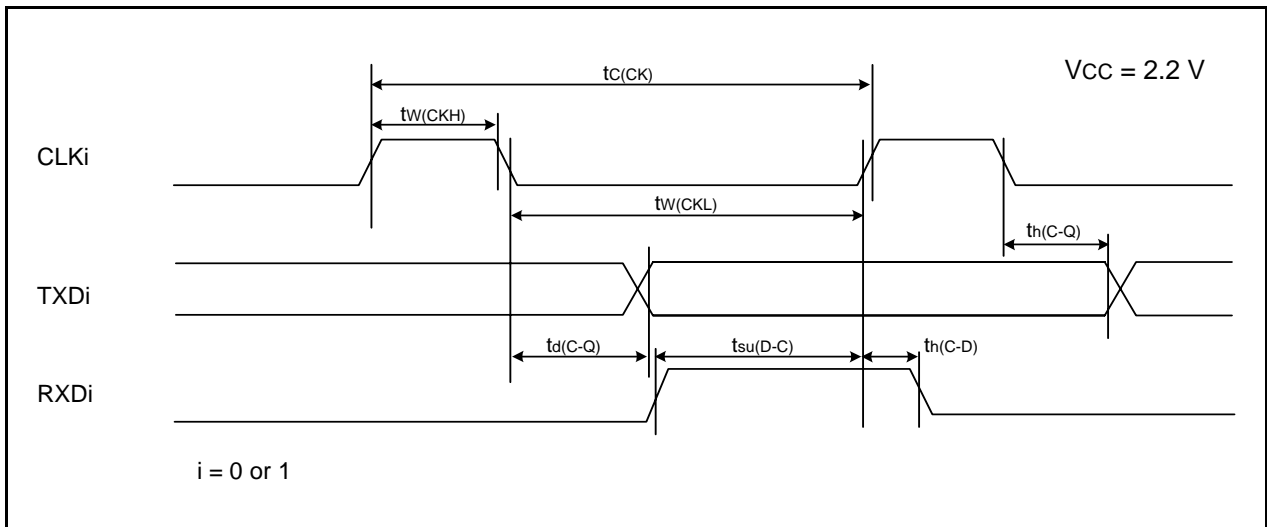 tC(CK)
VCC = 2.2 V
tW(CKH)
CLKi
tW(CKL)
th(C-Q)
TXDi
td(C-Q)
tsu(D-C)
th(C-D)
RXDi
i = 0 or 1